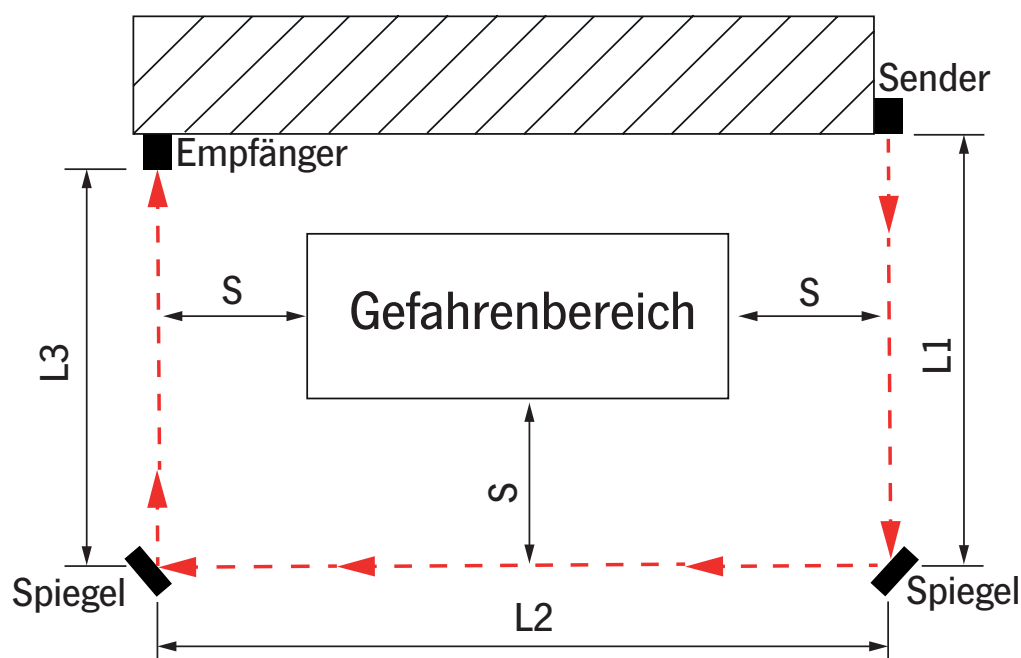 Sender
Empfänger
S
Gefahrenbereich
S
L3
L1
S
Spiegel
Spiegel
L2